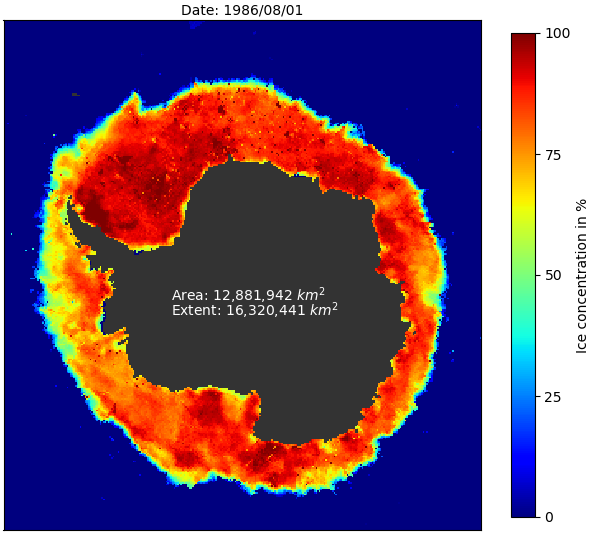 Date: 1986/08/01
Area: 12,881,942 km²
Extent: 16,320,441 km²
100
75
50
25
0
Ice concentration in %